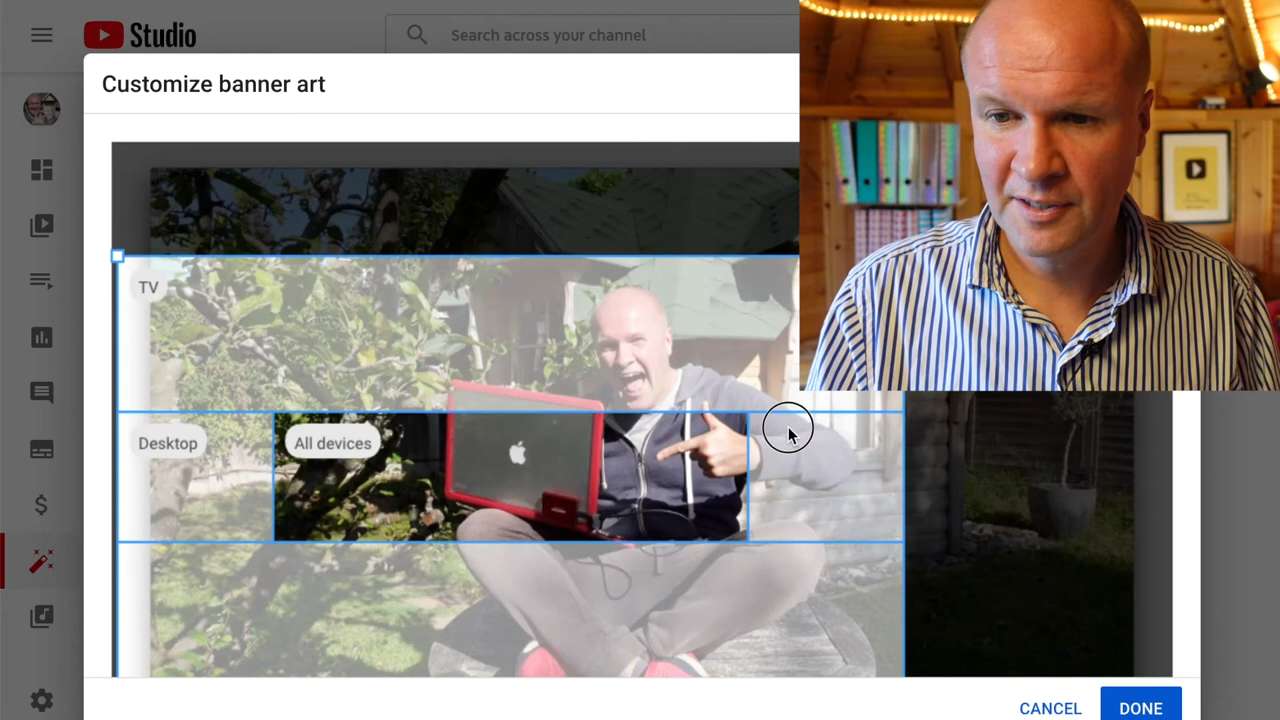 Studio
Search across your channel
Customize banner art
TV
Desktop
All devices
$
CANCEL
DONE